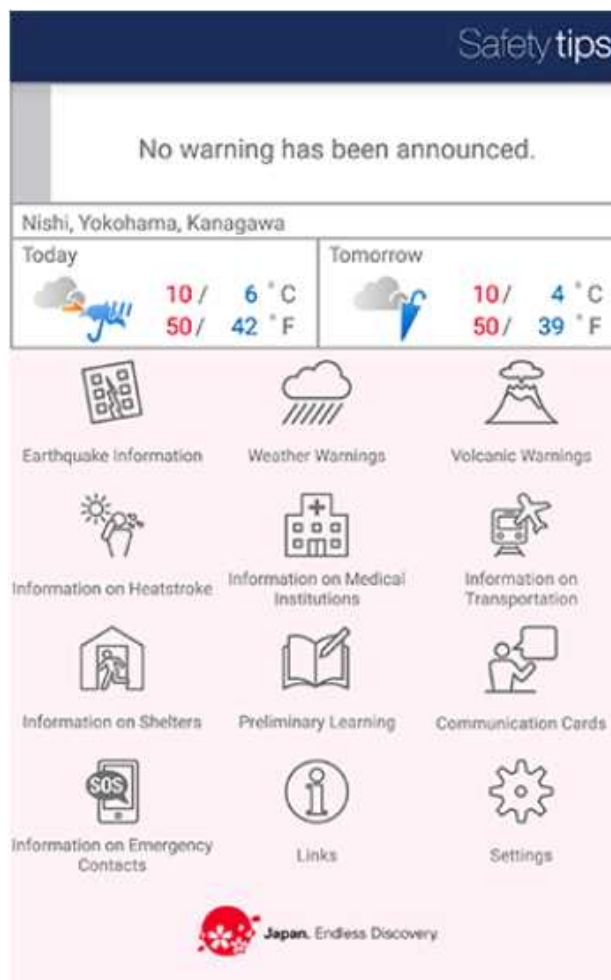 Safety tips
No warning has been announced.
Nishi, Yokohama, Kanagawa
Today
10 / 6 °C
50 / 42 °F
Tomorrow
10 / 4 °C
50 / 39 °F
Earthquake Information
Weather Warnings
Volcanic Warnings
Information on Heatstroke
Information on Medical
Institutions
Information on
Transportation
Information on Shelters
Preliminary Learning
Communication Cards
SOS
Information on Emergency
Contacts
Links
Settings
Japan. Endless Discovery.